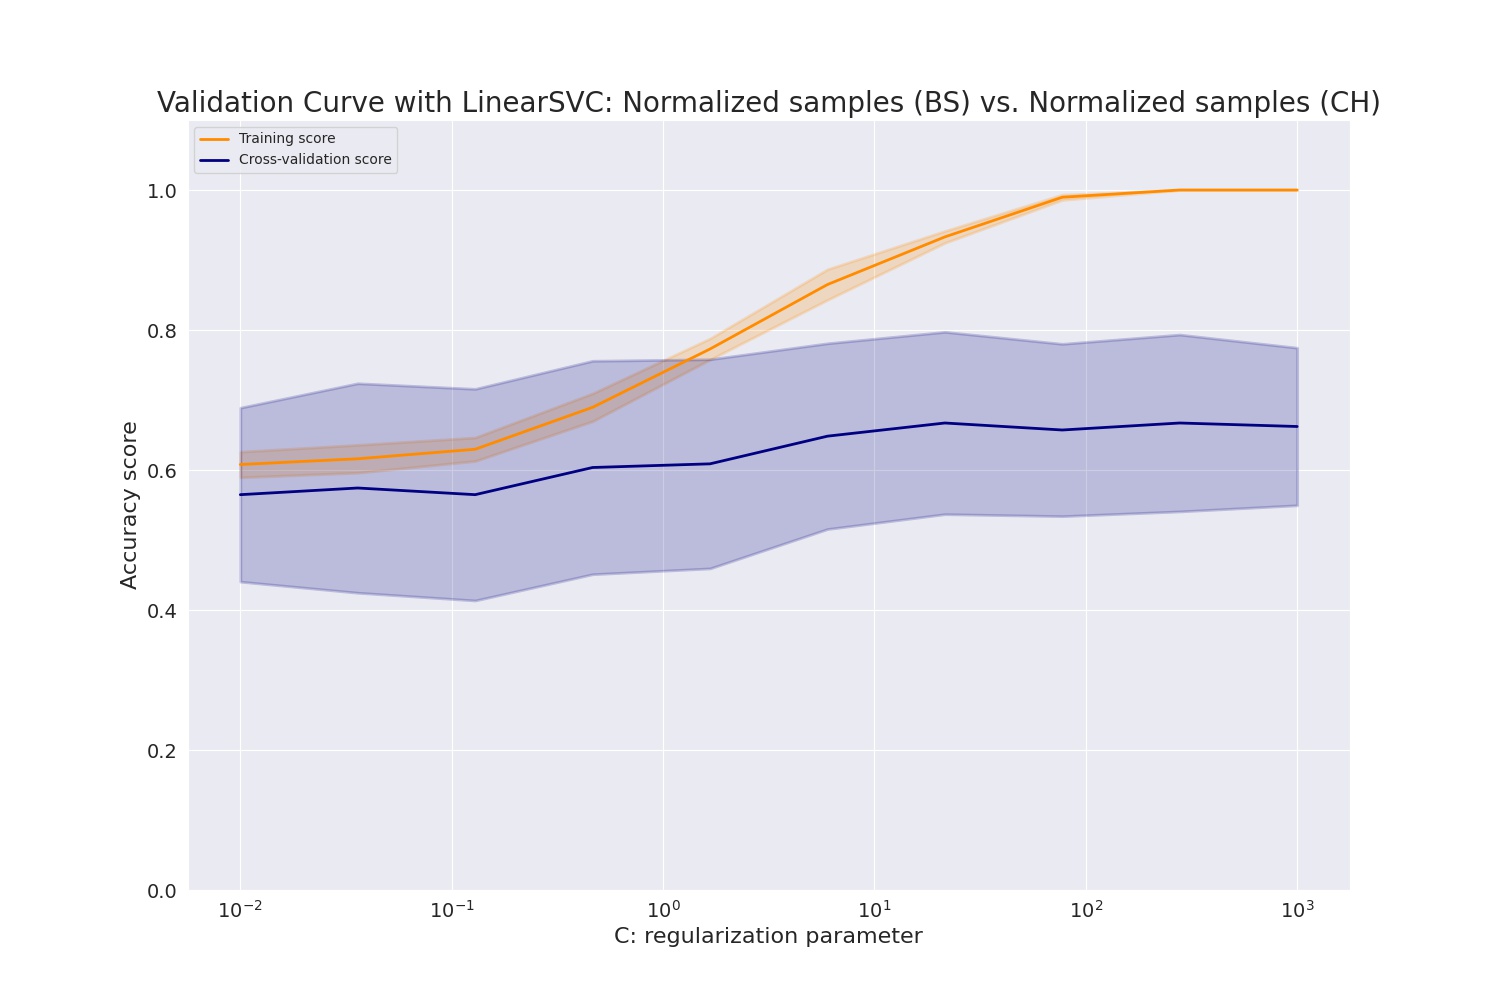 Validation Curve with LinearSVC: Normalized samples (BS) vs. Normalized samples (CH)
Training score
Cross-validation score
1.0
0.8
0.6
0.4
0.2
0.0
Accuracy score
10⁻² 10⁻¹ 10⁰ 10¹ 10² 10³
C: regularization parameter